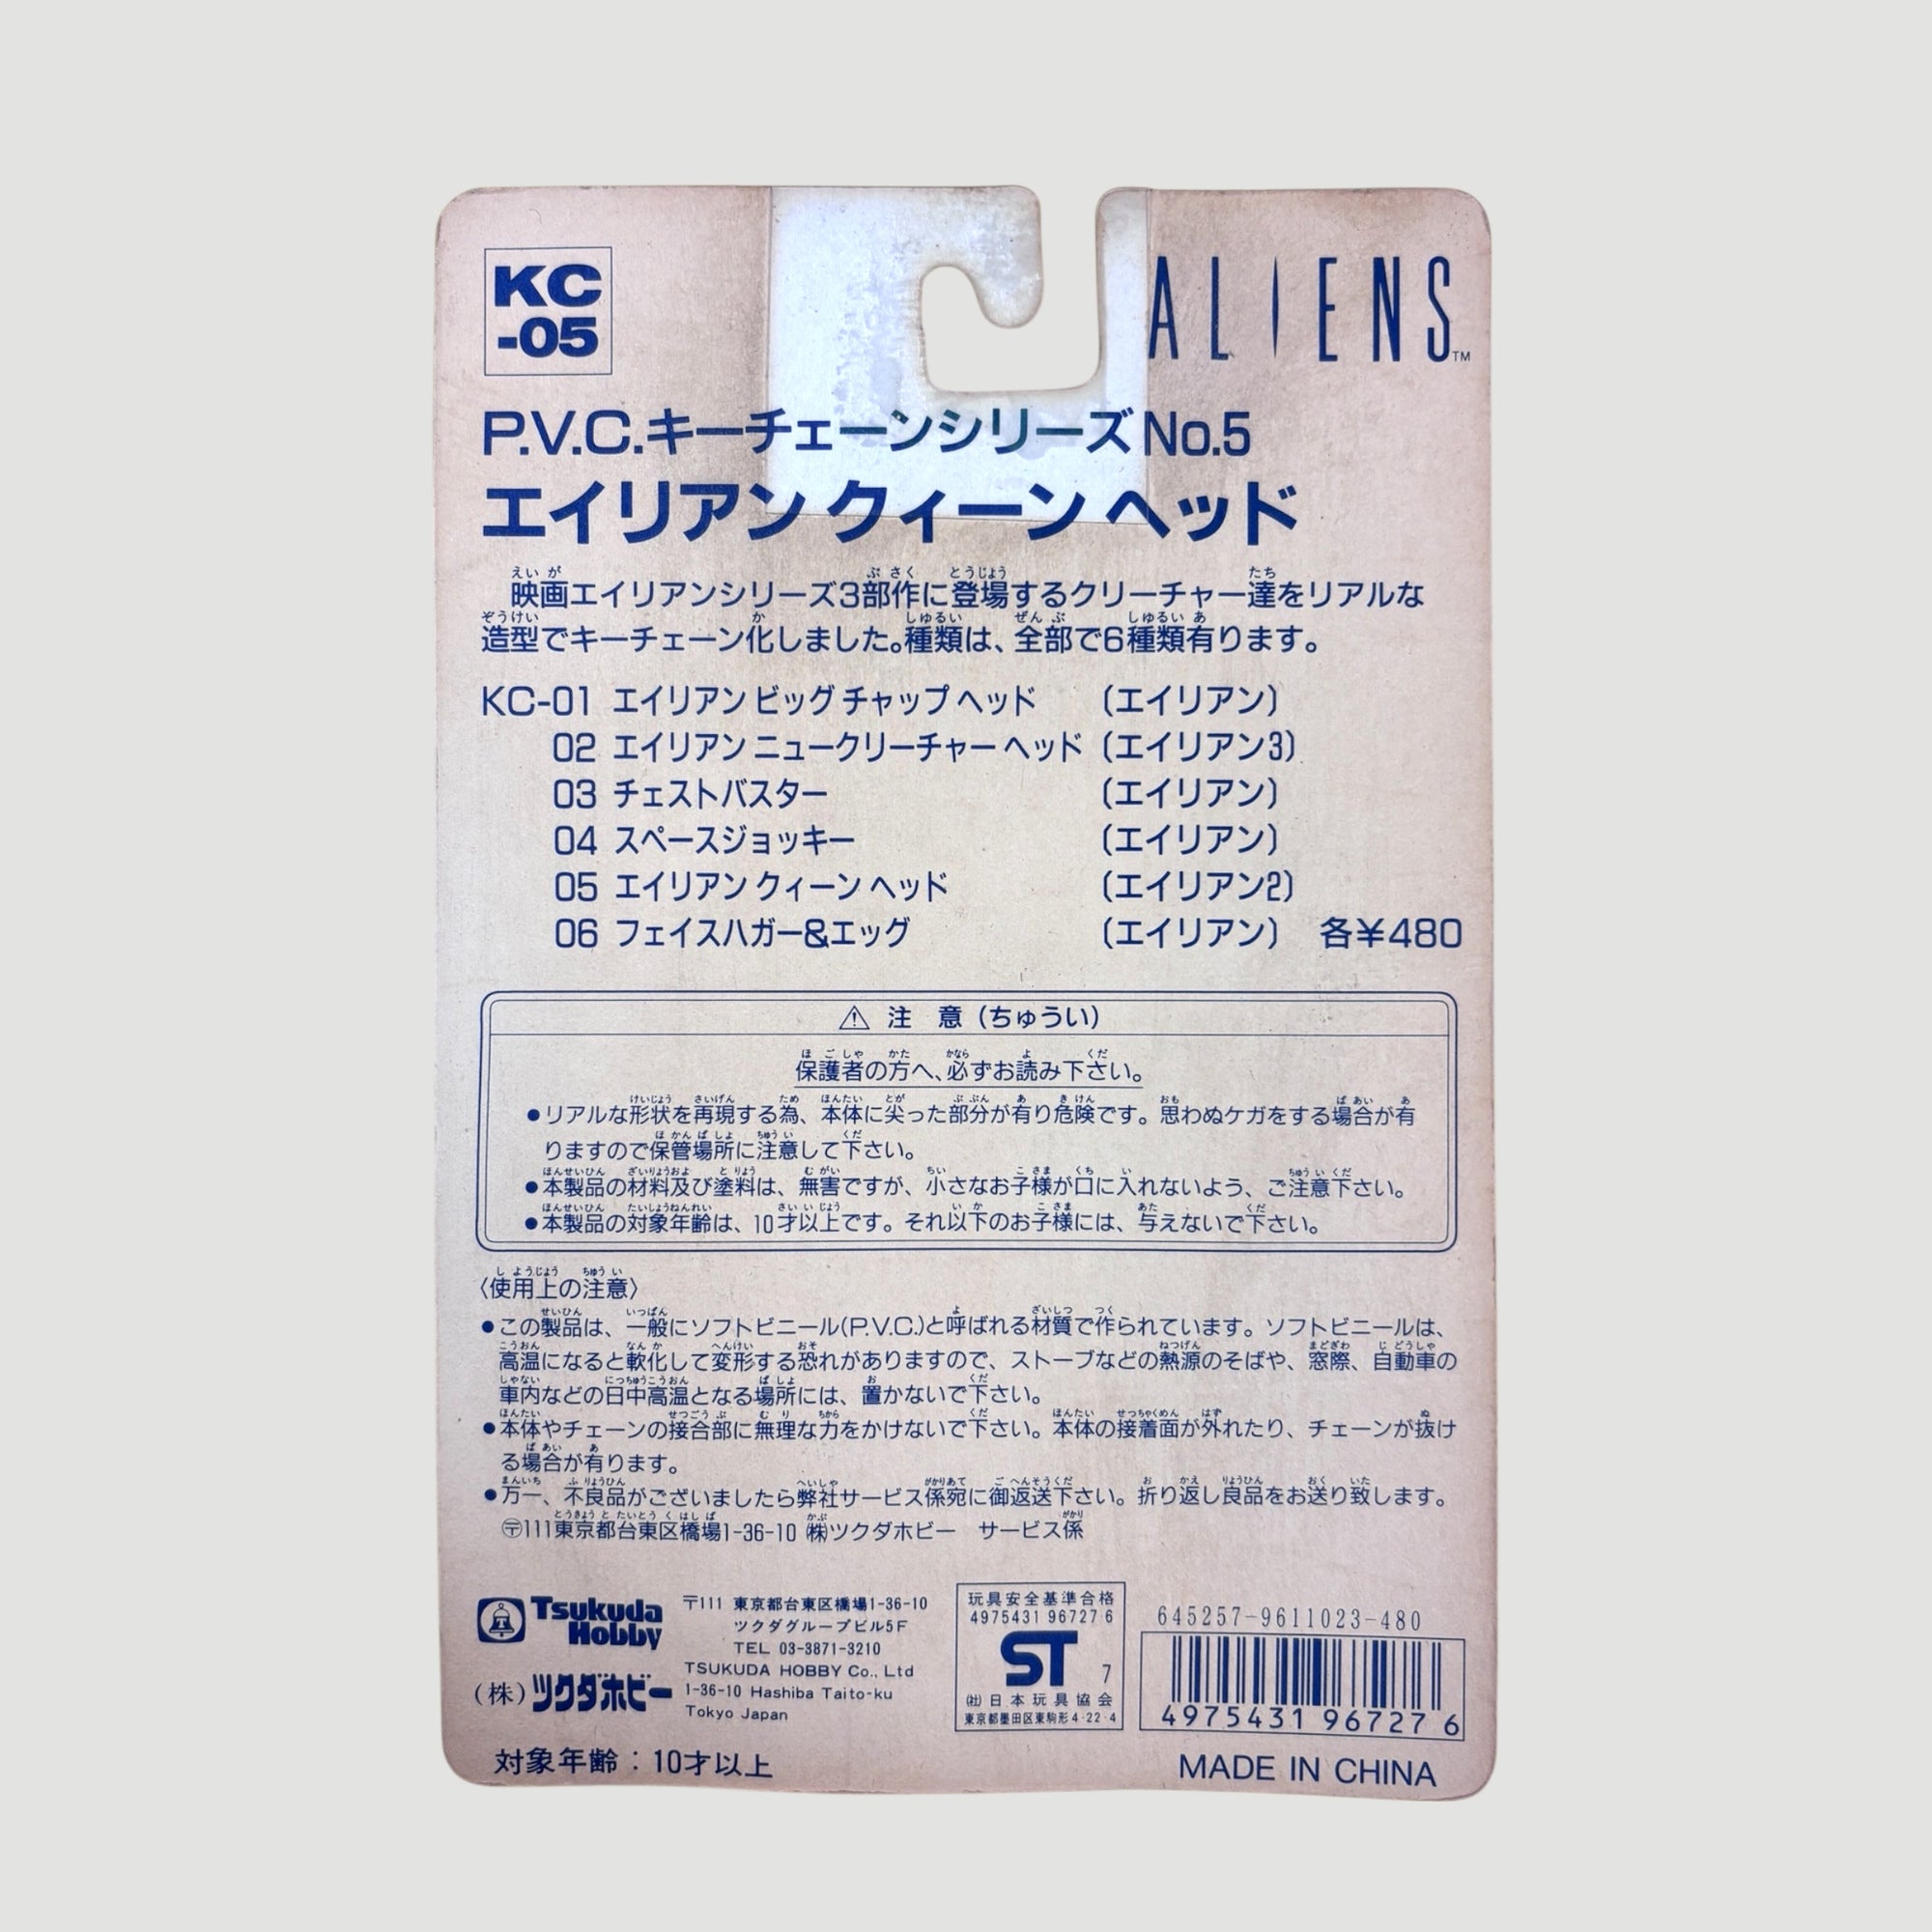 KC
-05
ALIENS™
P.V.C.キーチェーンシリーズNo.5
エイリアン クィーン ヘッド
映画エイリアンシリーズ3部作に登場するクリーチャー達をリアルな
造型でキーチェーン化しました。種類は、全部で6種類有ります。
KC-01 エイリアン ビッグ チャップ ヘッド 〔エイリアン〕
02 エイリアン ニュークリーチャー ヘッド 〔エイリアン3〕
03 チェストバスター 〔エイリアン〕
04 スペースジョッキー 〔エイリアン〕
05 エイリアン クィーン ヘッド 〔エイリアン2〕
06 フェイスハガー&エッグ 〔エイリアン〕 各¥480
⚠ 注 意 (ちゅうい)
保護者の方へ、必ずお読み下さい。
●リアルな形状を再現する為、本体に尖った部分が有り危険です。思わぬケガをする場合が有
りますので保管場所に注意して下さい。
●本製品の材料及び塗料は、無害ですが、小さなお子様が口に入れないよう、ご注意下さい。
●本製品の対象年齢は、10才以上です。それ以下のお子様には、与えないで下さい。
〈使用上の注意〉
●この製品は、一般にソフトビニール(P.V.C.)と呼ばれる材質で作られています。ソフトビニールは、
高温になると軟化して変形する恐れがありますので、ストーブなどの熱源のそばや、窓際、自動車の
車内などの日中高温となる場所には、置かないで下さい。
●本体やチェーンの接合部に無理な力をかけないで下さい。本体の接着面が外れたり、チェーンが抜け
る場合が有ります。
●万一、不良品がございましたら弊社サービス係宛に御返送下さい。折り返し良品をお送り致します。
〒111東京都台東区橋場1-36-10 ㈱ツクダホビー サービス係
Tsukuda
Hobby
(株)ツクダホビー
〒111 東京都台東区橋場1-36-10
ツクダグループビル5F
TEL 03-3871-3210
TSUKUDA HOBBY Co., Ltd
1-36-10 Hashiba Taito-ku
Tokyo Japan
玩具安全基準合格
4975431 96727 6
ST 7
㈳日本玩具協会
東京都墨田区東駒形4-22-4
645257-9611023-480
4975431 967276
対象年齢：10才以上
MADE IN CHINA